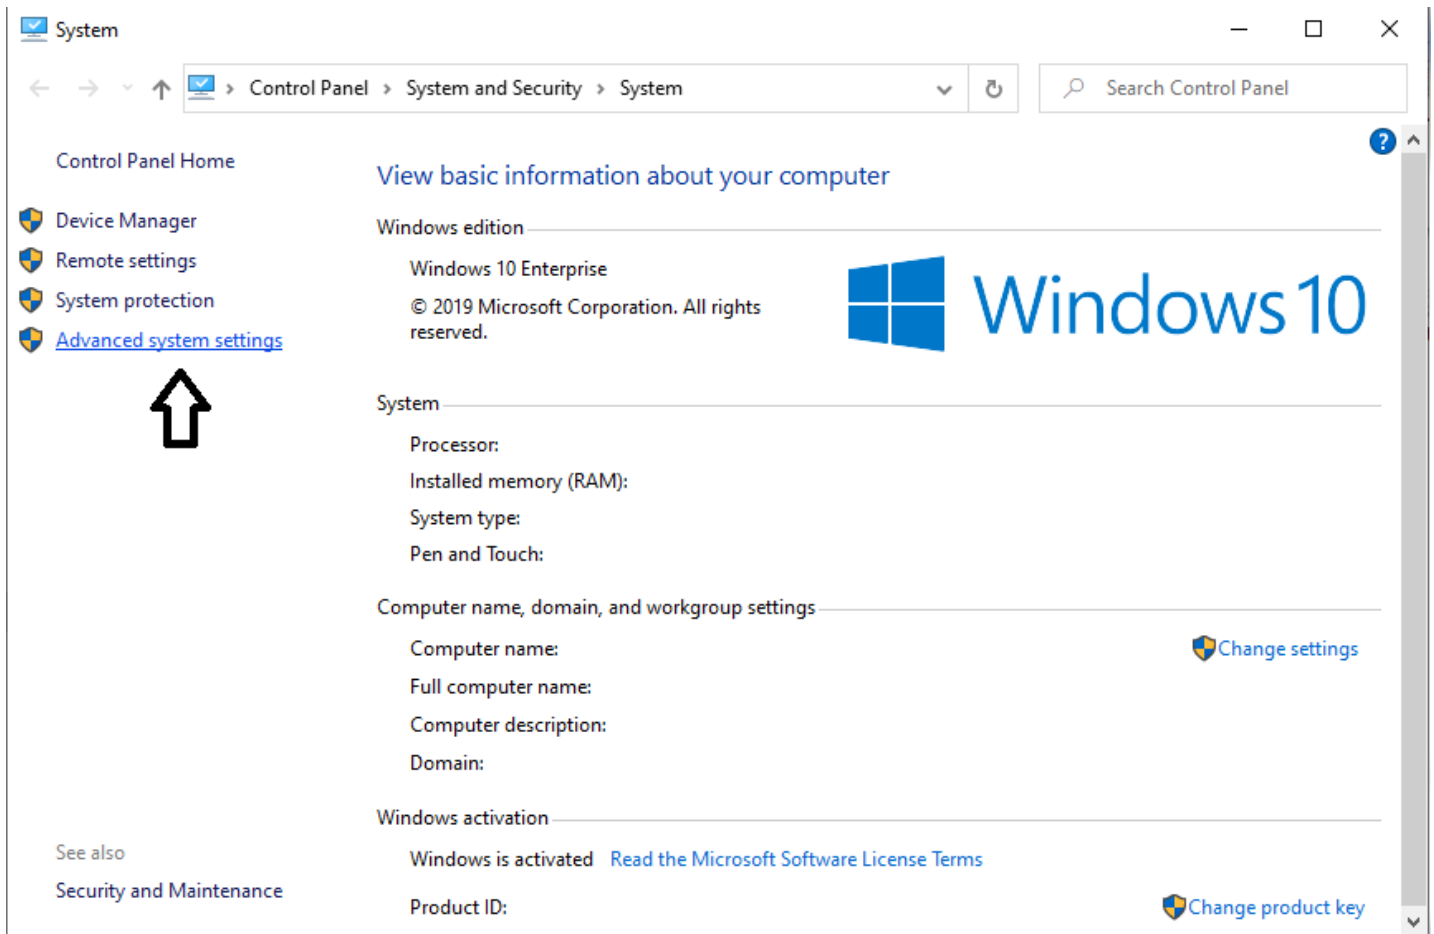 System
Control Panel > System and Security > System
Search Control Panel
?
Control Panel Home
Device Manager
Remote settings
System protection
Advanced system settings
View basic information about your computer
Windows edition
Windows 10 Enterprise
© 2019 Microsoft Corporation. All rights
reserved.
Windows 10
System
Processor:
Installed memory (RAM):
System type:
Pen and Touch:
Computer name, domain, and workgroup settings
Computer name:
Change settings
Full computer name:
Computer description:
Domain:
Windows activation
Windows is activated Read the Microsoft Software License Terms
Product ID:
Change product key
See also
Security and Maintenance